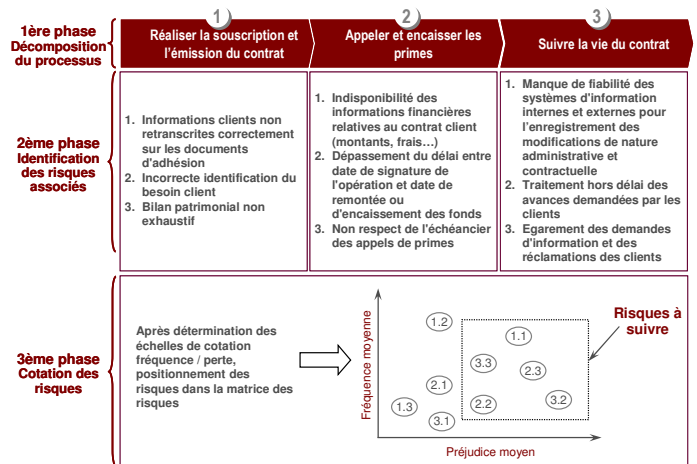 1
2
3
1ère phase
Décomposition
du processus
Réaliser la souscription et
l'émission du contrat
Appeler et encaisser les
primes
Suivre la vie du contrat
2ème phase
Identification
des risques
associés
1. Informations clients non
retranscrites correctement
sur les documents
d'adhésion
2. Incorrecte identification du
besoin client
3. Bilan patrimonial non
exhaustif
1. Indisponibilité des
informations financières
relatives au contrat client
(montants, frais…)
2. Dépassement du délai entre
date de signature de
l'opération et date de
remontée ou
d'encaissement des fonds
3. Non respect de l'échéancier
des appels de primes
1. Manque de fiabilité des
systèmes d'information
internes et externes pour
l'enregistrement des
modifications de nature
administrative et
contractuelle
2. Traitement hors délai des
avances demandées par les
clients
3. Egarement des demandes
d'information et des
réclamations des clients
3ème phase
Cotation des
risques
Après détermination des
échelles de cotation
fréquence / perte,
positionnement des
risques dans la matrice des
risques
Fréquence moyenne
Risques à
suivre
1.2
1.1
3.3
2.3
2.1
1.3
2.2
3.2
3.1
Préjudice moyen